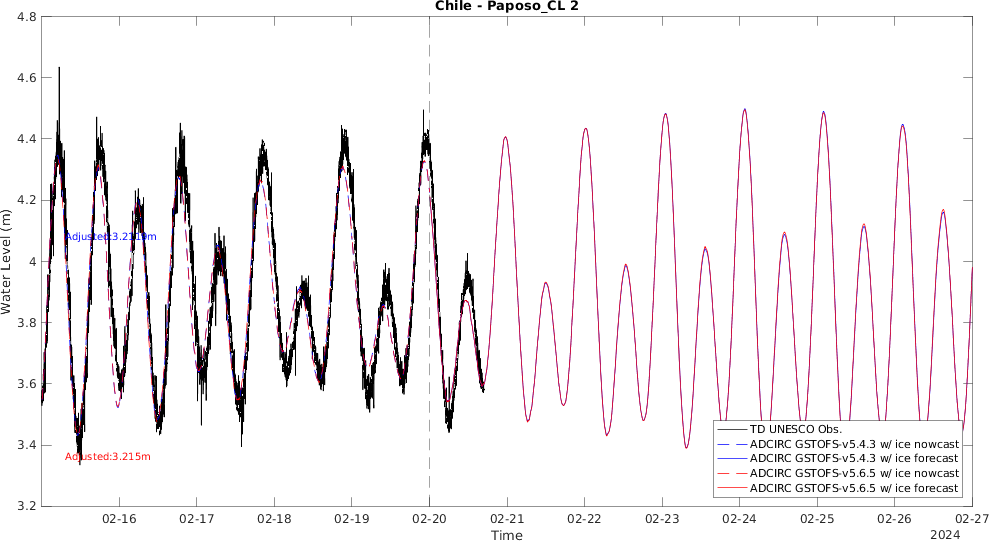 Chile - Paposo_CL 2
4.8
4.6
4.4
4.2
4
3.8
3.6
3.4
3.2
Water Level (m)
Adjusted:3.2119m
Adjusted:3.215m
TD UNESCO Obs.
ADCIRC GSTOFS-v5.4.3 w/ ice nowcast
ADCIRC GSTOFS-v5.4.3 w/ ice forecast
ADCIRC GSTOFS-v5.6.5 w/ ice nowcast
ADCIRC GSTOFS-v5.6.5 w/ ice forecast
02-16 02-17 02-18 02-19 02-20 02-21 02-22 02-23 02-24 02-25 02-26 02-27
Time
2024